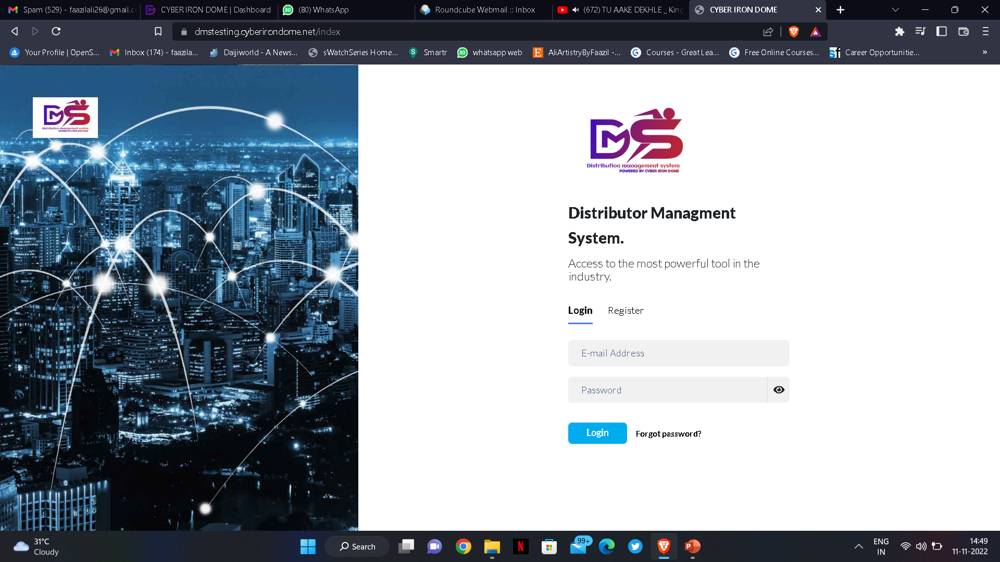 Spam (529) - faazilali26@gmail.c
CYBER IRON DOME | Dashboard
(80) WhatsApp
Roundcube Webmail :: Inbox
(672) TU AAKE DEKHLE _ King
CYBER IRON DOME
dmstesting.cyberirondome.net/index
Your Profile | OpenS...
Inbox (174) - faazila...
Daijiworld - A News...
sWatchSeries Home...
Smartr
80
whatsapp web
AliArtistryByFaazil -...
Courses - Great Lea...
Free Online Courses...
Career Opportunitie...
»
DMS
Distribution management system
POWERED BY CYBER IRON DOME
DMS
Distribution management system
POWERED BY CYBER IRON DOME
Distributor Managment
System.
Access to the most powerful tool in the
industry.
Login Register
E-mail Address
Password
Login Forgot password?
31°C
Cloudy
Search
99+
ENG
IN
14:49
11-11-2022